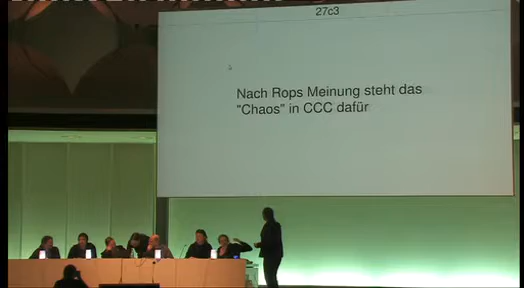 27c3
Nach Rops Meinung steht das
"Chaos" in CCC dafür